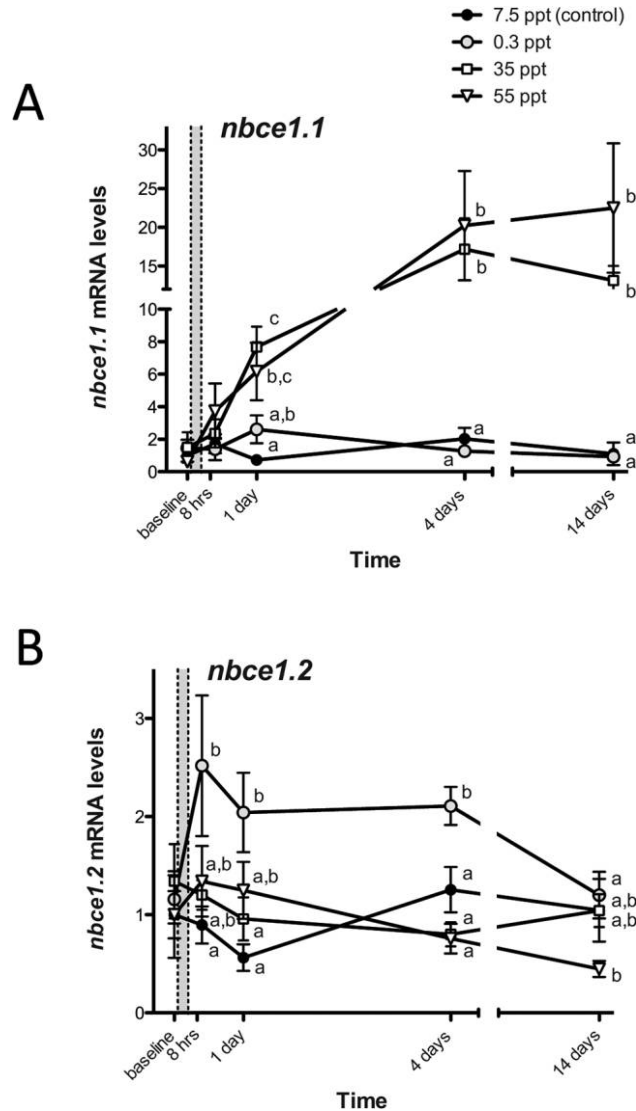 7.5 ppt (control)
0.3 ppt
35 ppt
55 ppt
A
nbce1.1
nbce1.1 mRNA levels
30
25
20
15
10
8
6
4
2
0
c
b,c
a,b
a
b
b
a
a
b
b
a
a
baseline
8 hrs
1 day
4 days
14 days
Time
B
nbce1.2
nbce1.2 mRNA levels
3
2
1
0
b
a,b
a,b
a
b
a,b
a
a
b
a
a
a
a
a,b
a,b
b
baseline
8 hrs
1 day
4 days
14 days
Time